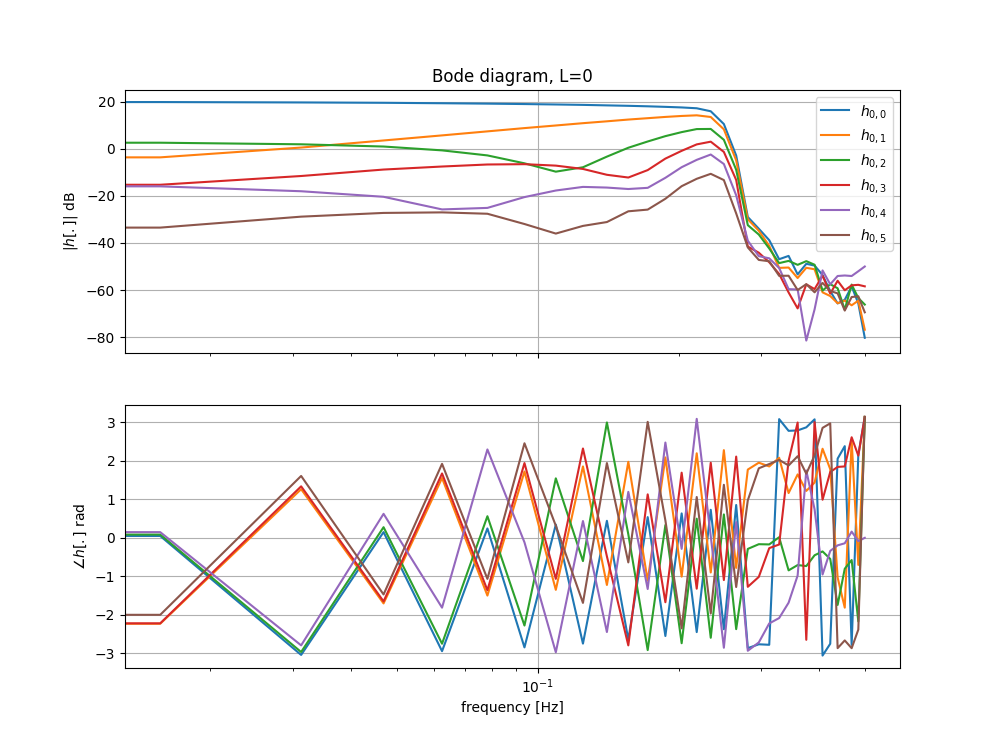 Bode diagram, L=0
|h[.]| dB
20
0
−20
−40
−60
−80
h0,0
h0,1
h0,2
h0,3
h0,4
h0,5
∠h[.] rad
3
2
1
0
−1
−2
−3
10−1
frequency [Hz]